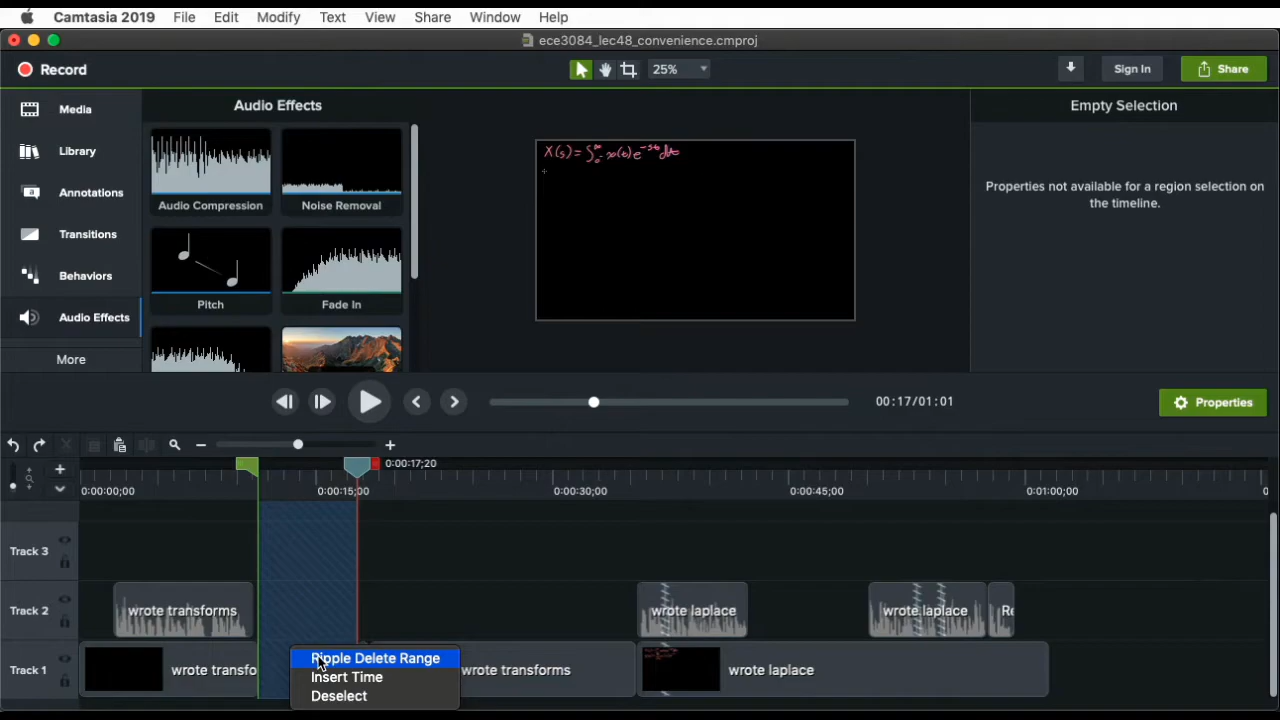 Camtasia 2019 File Edit Modify Text View Share Window Help
ece3084_lec48_convenience.cmproj
Record 25% Sign In Share
Media
Library
Annotations
Transitions
Behaviors
Audio Effects
More
Audio Effects
Audio Compression Noise Removal
Pitch Fade In
X(s) = ∫₀₋^∞ x(t)e^{-st}dt
Empty Selection
Properties not available for a region selection on
the timeline.
00:17/01:01 Properties
0:00:17;20
0:00:00;00 0:00:15;00 0:00:30;00 0:00:45;00 0:01:00;00 0
Track 3
Track 2 wrote transforms wrote laplace wrote laplace Re
Track 1 wrote transfo wrote transforms wrote laplace
Ripple Delete Range
Insert Time
Deselect